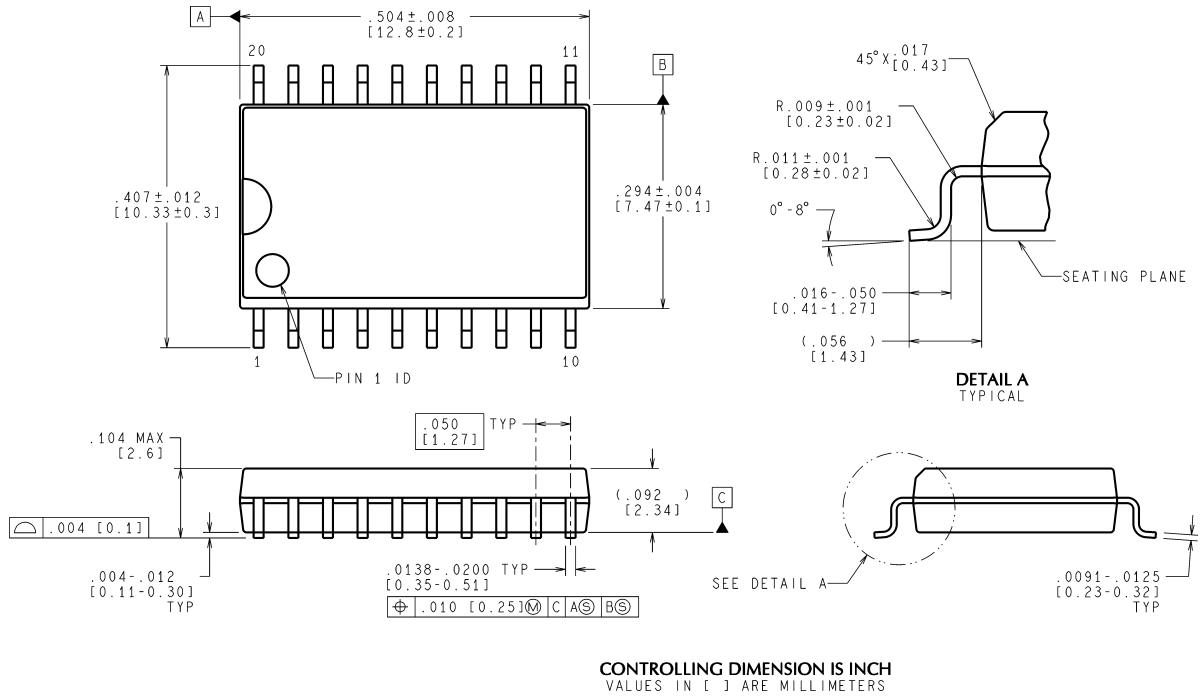 A
.504±.008
[12.8±0.2]
20
11
B
.407±.012
[10.33±0.3]
.294±.004
[7.47±0.1]
1
10
PIN 1 ID
45° X .017
[0.43]
R.009±.001
[0.23±0.02]
R.011±.001
[0.28±0.02]
0°-8°
SEATING PLANE
.016-.050
[0.41-1.27]
(.056 )
[1.43]
DETAIL A
TYPICAL
.104 MAX
[2.6]
.050 TYP
[1.27]
(.092 )
[2.34]
C
.004 [0.1]
.004-.012
[0.11-0.30]
TYP
.0138-.0200 TYP
[0.35-0.51]
⌖ .010 [0.25]Ⓜ C AⓈ BⓈ
SEE DETAIL A
.0091-.0125
[0.23-0.32]
TYP
CONTROLLING DIMENSION IS INCH
VALUES IN [ ] ARE MILLIMETERS